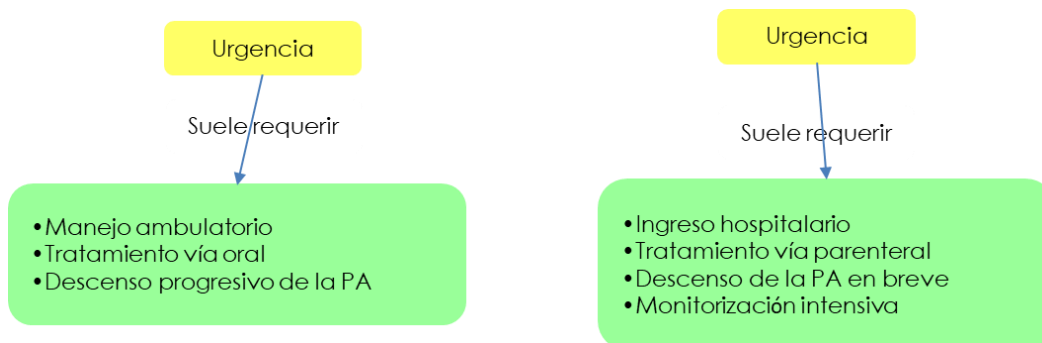 Urgencia
Suele requerir
•Manejo ambulatorio
•Tratamiento vía oral
•Descenso progresivo de la PA
Urgencia
Suele requerir
•Ingreso hospitalario
•Tratamiento vía parenteral
•Descenso de la PA en breve
•Monitorización intensiva